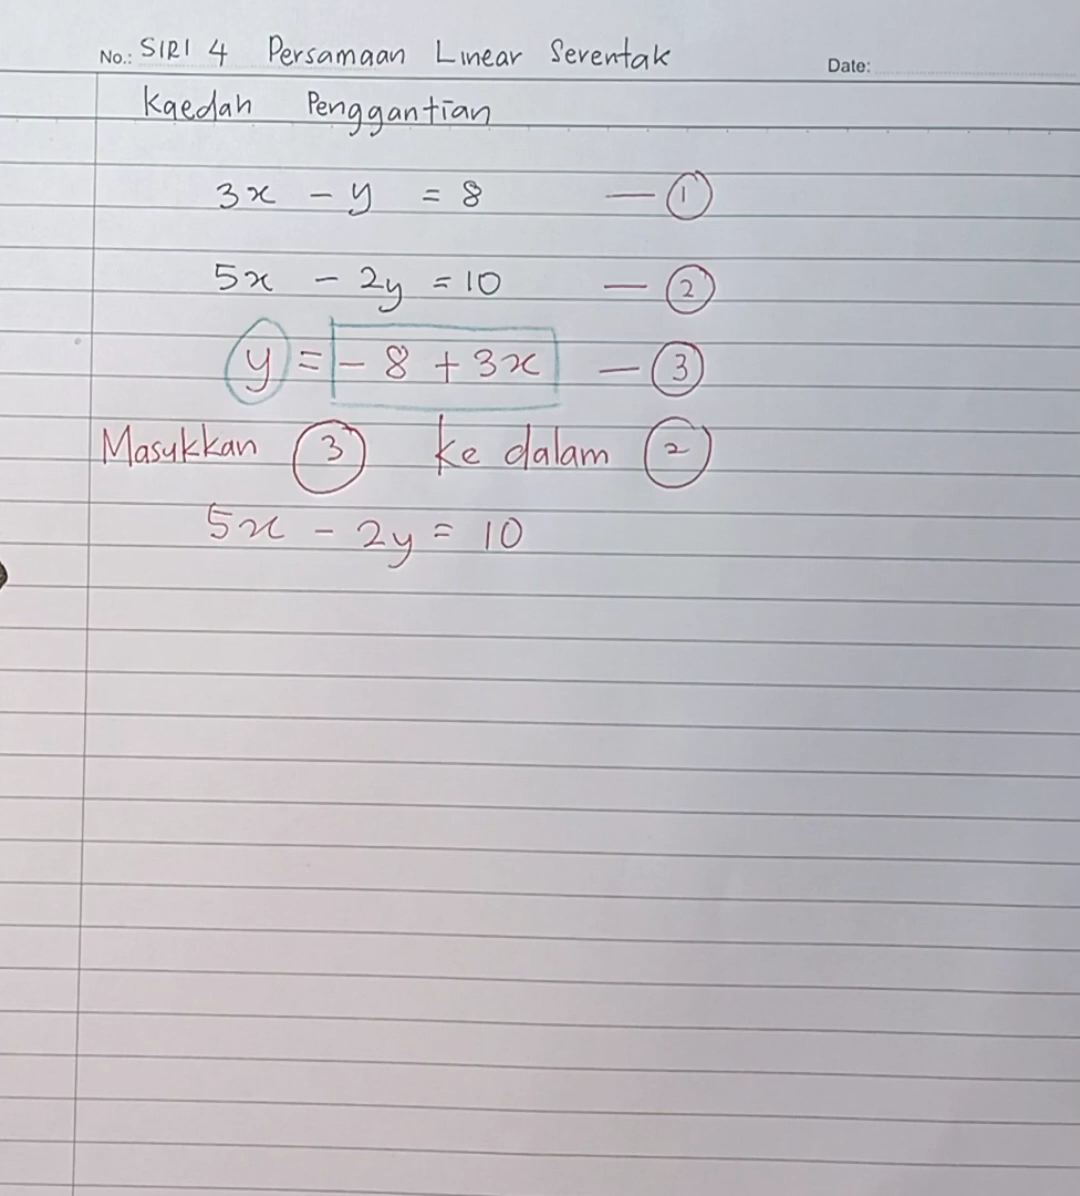 No.: SIRI 4 Persamaan Linear Serentak Date:
Kaedah Penggantian
3x - y = 8 — ①
5x - 2y = 10 — ②
y = - 8 + 3x — ③
Masukkan ③ ke dalam ②
5x - 2y = 10